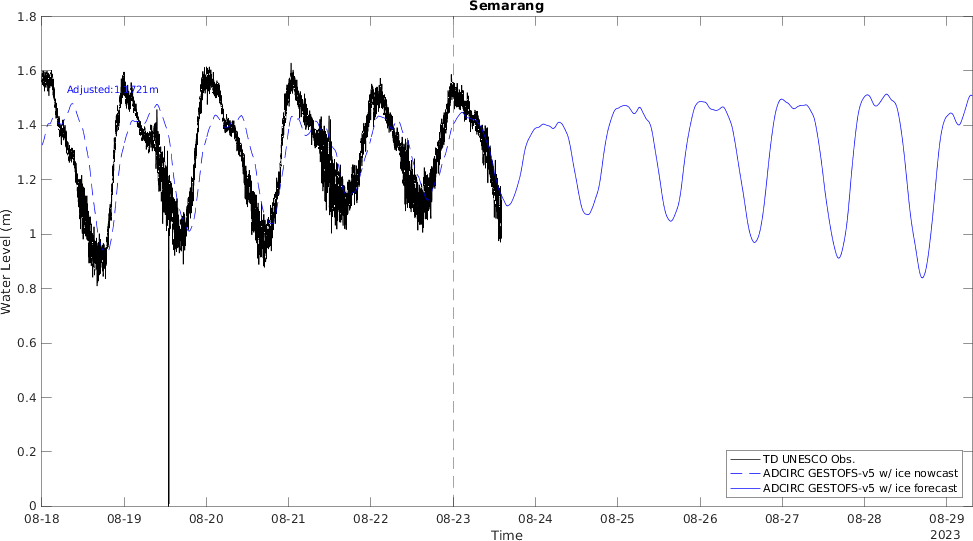 Semarang
1.8
1.6
1.4
1.2
1
0.8
0.6
0.4
0.2
0
Water Level (m)
TD UNESCO Obs.
ADCIRC GESTOFS-v5 w/ ice nowcast
ADCIRC GESTOFS-v5 w/ ice forecast
08-18 08-19 08-20 08-21 08-22 08-23 08-24 08-25 08-26 08-27 08-28 08-29
Time
2023